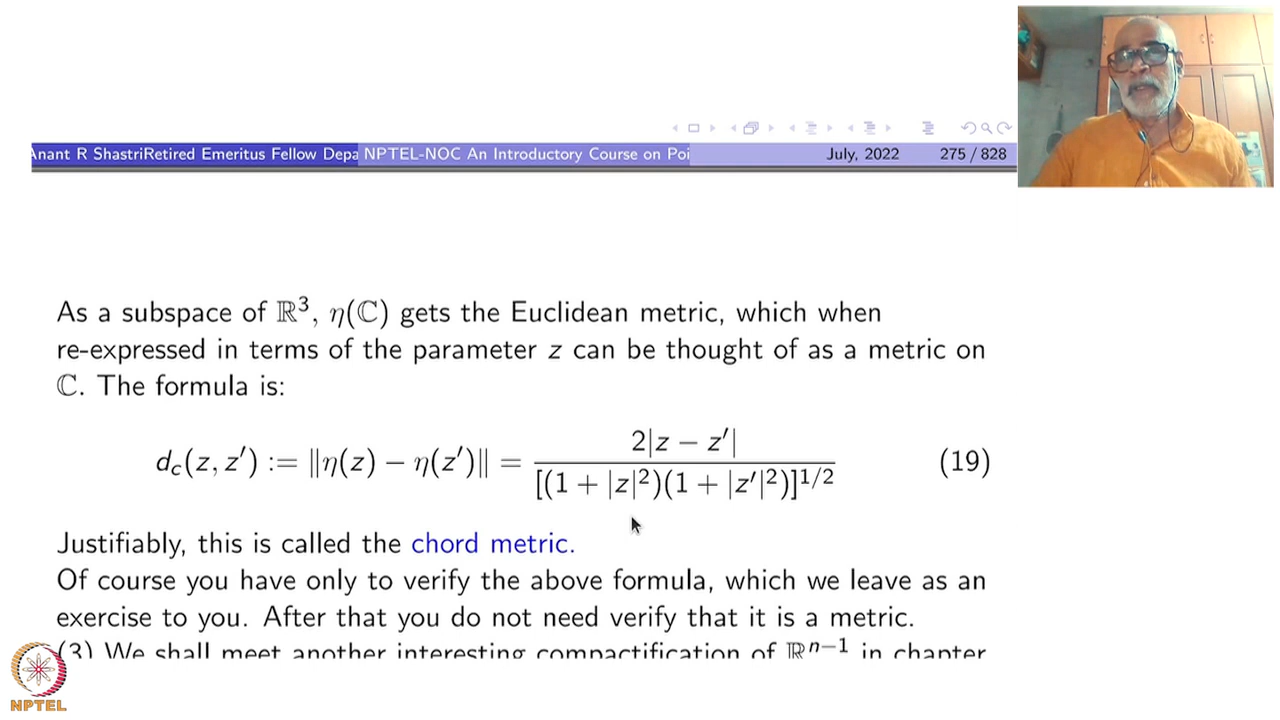 Anant R ShastriRetired Emeritus Fellow Depa NPTEL-NOC An Introductory Course on Poi July, 2022 275 / 828
As a subspace of ℝ³, η(ℂ) gets the Euclidean metric, which when
re-expressed in terms of the parameter z can be thought of as a metric on
ℂ. The formula is:
d_c(z, z′) := ‖η(z) − η(z′)‖ = 2|z − z′| / [(1 + |z|²)(1 + |z′|²)]^{1/2} (19)
Justifiably, this is called the chord metric.
Of course you have only to verify the above formula, which we leave as an
exercise to you. After that you do not need verify that it is a metric.
(3) We shall meet another interesting compactification of ℝⁿ⁻¹ in chapter
NPTEL